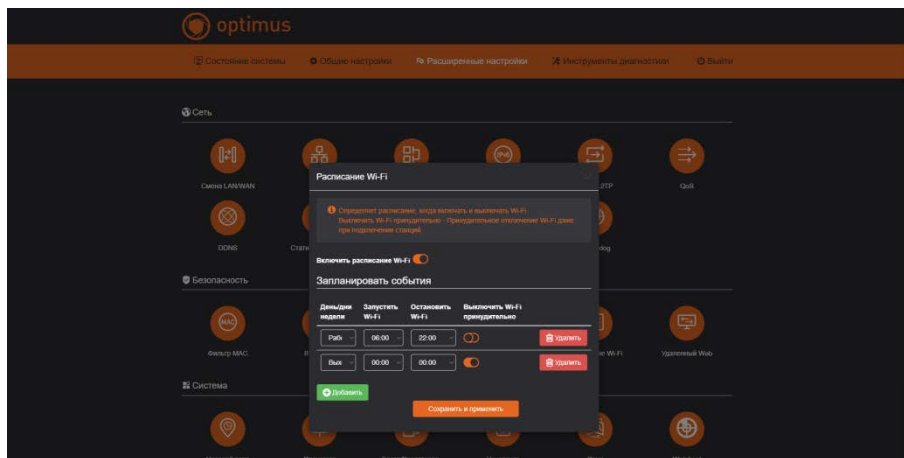 optimus
Состояние системы Общие настройки Расширенные настройки Инструменты диагностики Выйти
Сеть
Смена LAN/WAN QoS
DDNS
Расписание Wi-Fi
Определяет расписание, когда включать и выключать Wi-Fi
Выключить Wi-Fi принудительно - Принудительное отключение Wi-Fi даже
при подключении станций
Включить расписание Wi-Fi
Безопасность
Запланировать события
День/дни недели Запустить Wi-Fi Остановить Wi-Fi Выключить Wi-Fi принудительно
Раб 06:00 22:00 Удалить
Вых 00:00 00:00 Удалить
Фильтр MAC Удаленный Web
Система
Добавить
Сохранить и применить